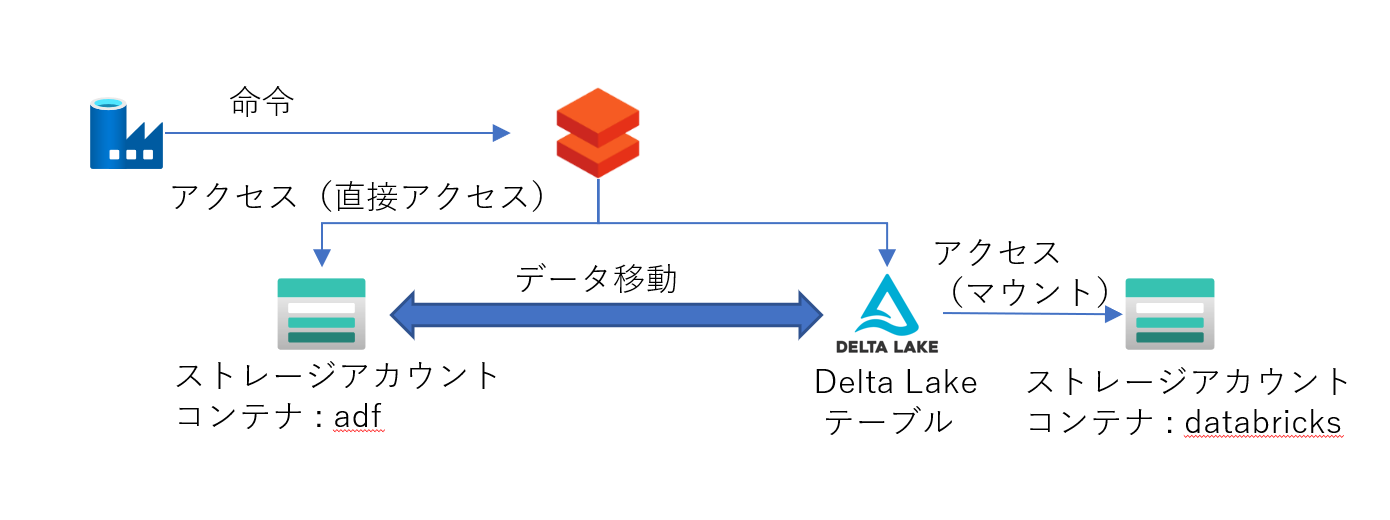 命令
アクセス（直接アクセス）
データ移動
アクセス
（マウント）
DELTA LAKE
ストレージアカウント
コンテナ : adf
Delta Lake
テーブル
ストレージアカウント
コンテナ : databricks